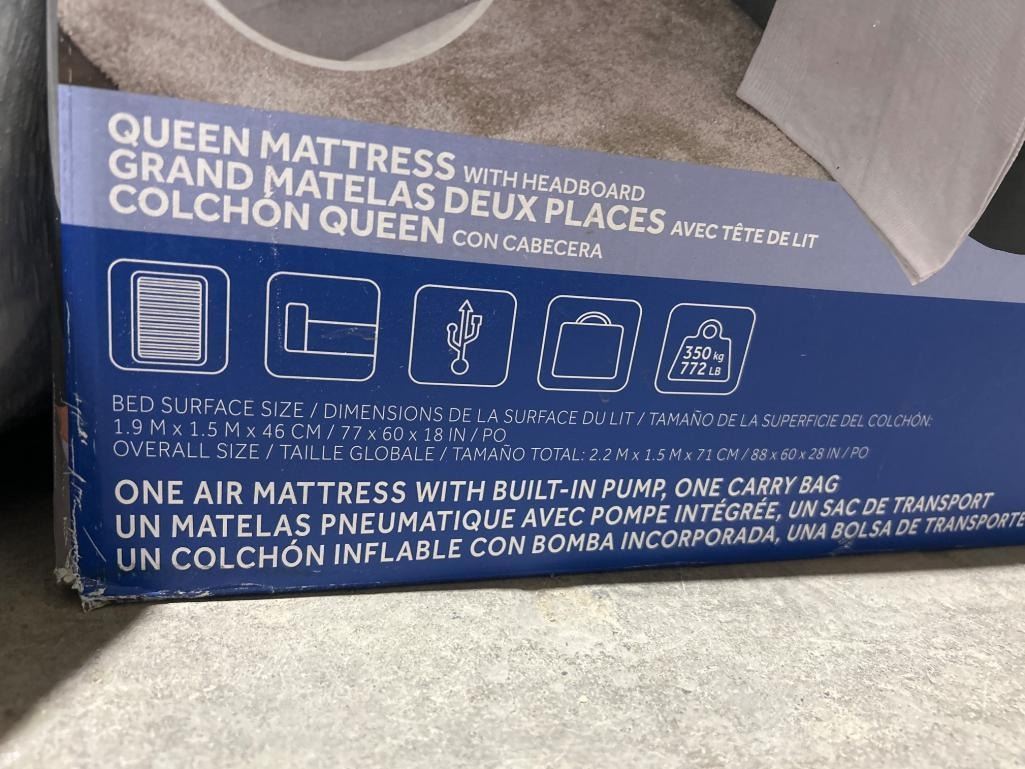 QUEEN MATTRESS WITH HEADBOARD
GRAND MATELAS DEUX PLACES AVEC TÊTE DE LIT
COLCHÓN QUEEN CON CABECERA
350 kg
772 LB
BED SURFACE SIZE / DIMENSIONS DE LA SURFACE DU LIT / TAMAÑO DE LA SUPERFICIE DEL COLCHÓN:
1.9 M x 1.5 M x 46 CM / 77 x 60 x 18 IN / PO
OVERALL SIZE / TAILLE GLOBALE / TAMAÑO TOTAL: 2.2 M x 1.5 M x 71 CM / 88 x 60 x 28 IN / PO
ONE AIR MATTRESS WITH BUILT-IN PUMP, ONE CARRY BAG
UN MATELAS PNEUMATIQUE AVEC POMPE INTÉGRÉE, UN SAC DE TRANSPORT
UN COLCHÓN INFLABLE CON BOMBA INCORPORADA, UNA BOLSA DE TRANSPORTE